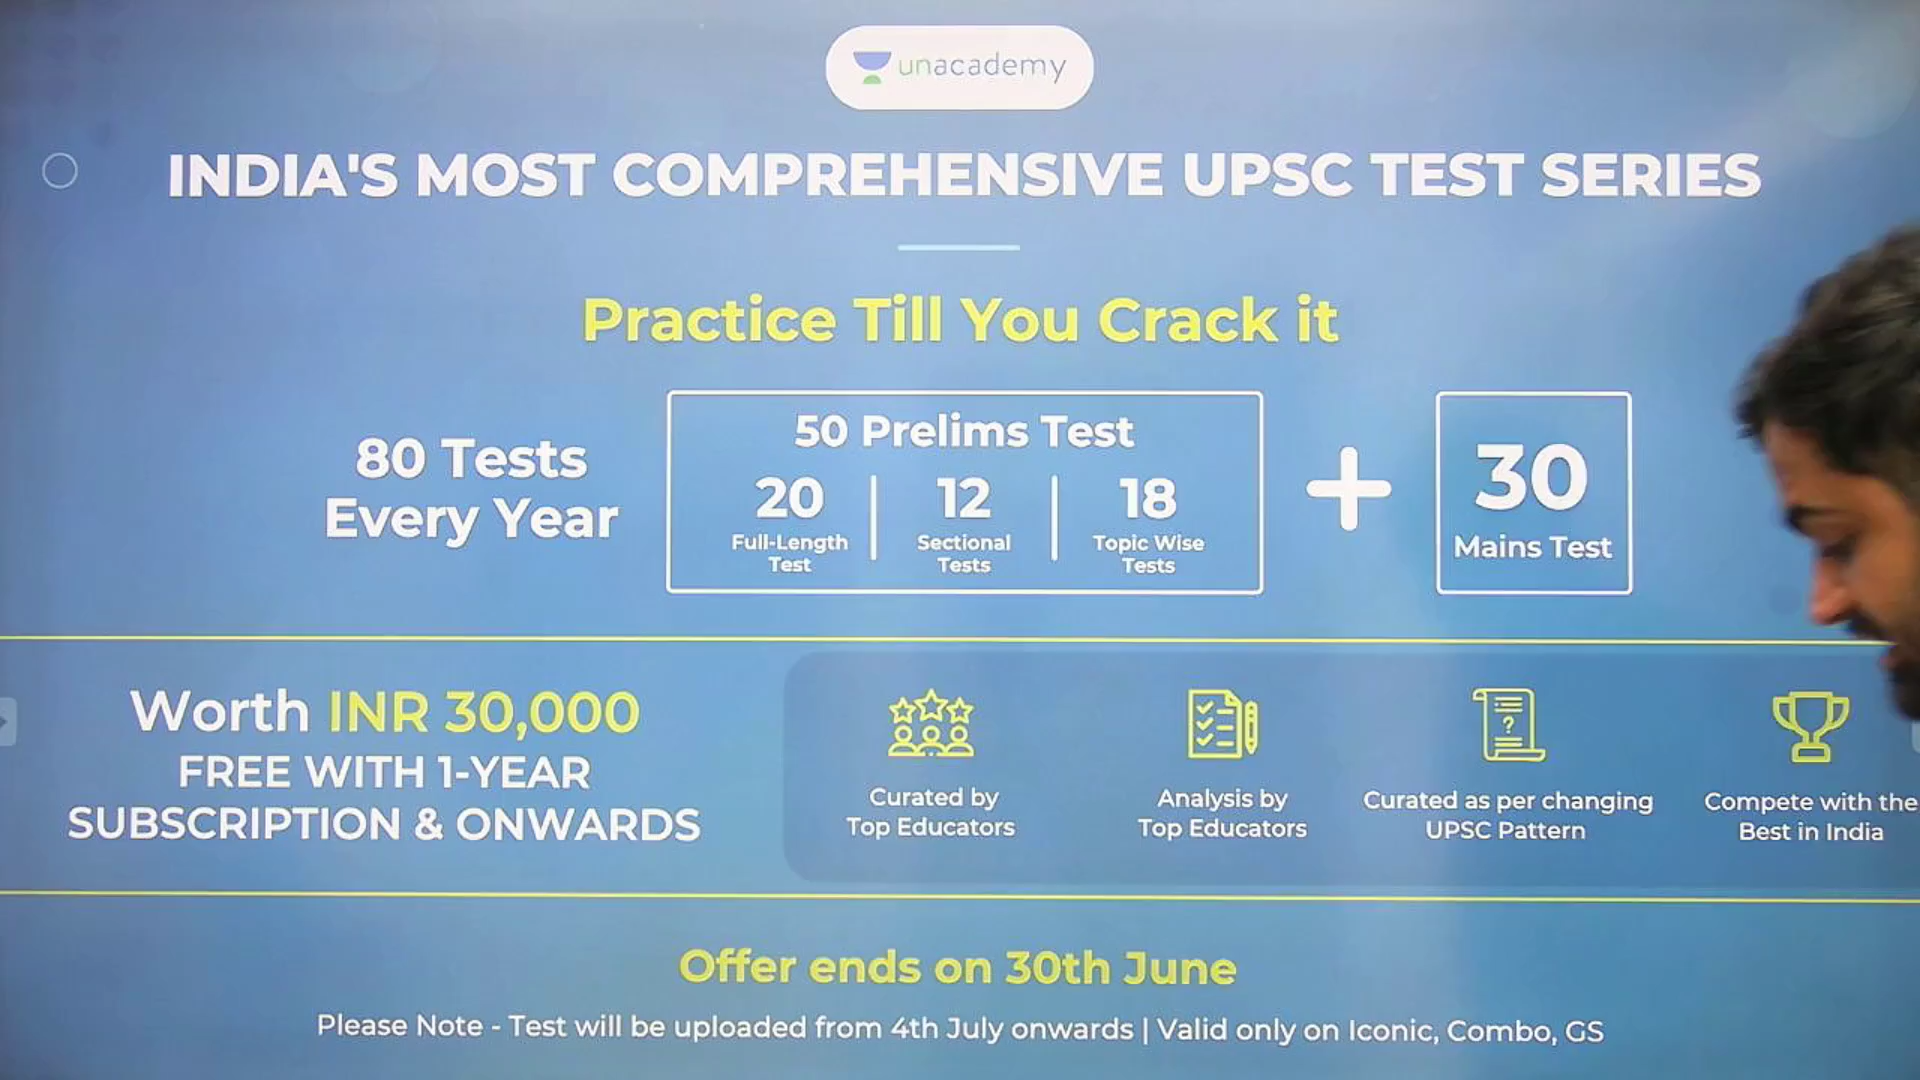 unacademy
INDIA'S MOST COMPREHENSIVE UPSC TEST SERIES
Practice Till You Crack it
80 Tests
Every Year
50 Prelims Test
20
Full-Length
Test
12
Sectional
Tests
18
Topic Wise
Tests
+
30
Mains Test
Worth INR 30,000
FREE WITH 1-YEAR
SUBSCRIPTION & ONWARDS
Curated by
Top Educators
Analysis by
Top Educators
Curated as per changing
UPSC Pattern
Compete with the
Best in India
Offer ends on 30th June
Please Note - Test will be uploaded from 4th July onwards | Valid only on Iconic, Combo, GS